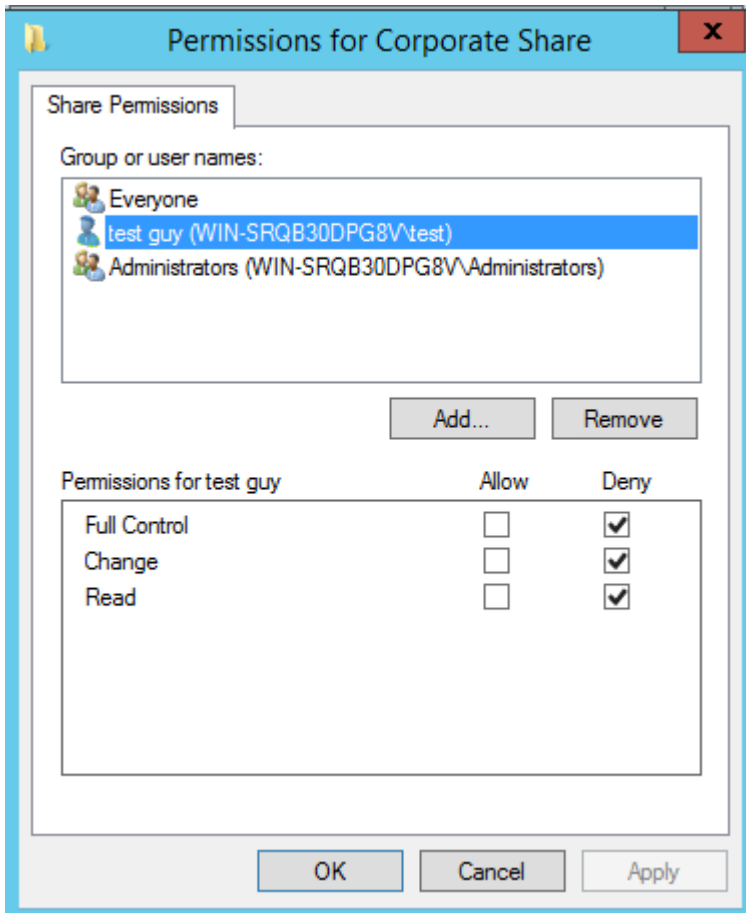 Permissions for Corporate Share
x
Share Permissions
Group or user names:
Everyone
test guy (WIN-SRQB30DPG8V\test)
Administrators (WIN-SRQB30DPG8V\Administrators)
Add... Remove
Permissions for test guy Allow Deny
Full Control
Change
Read
OK Cancel Apply